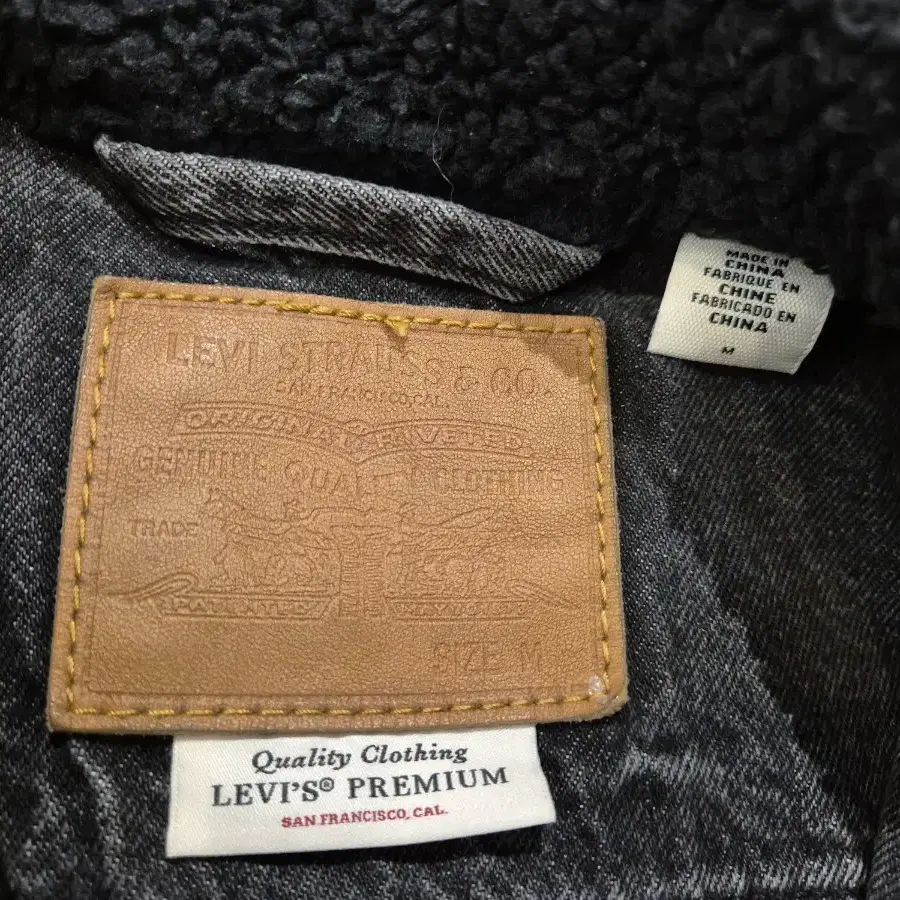 LEVI STRAUSS & CO.
SAN FRANCISCO, CAL.
ORIGINAL RIVETED
GENUINE QUALITY CLOTHING
TRADE
PATENTED
SIZE M
Quality Clothing
LEVI'S® PREMIUM
SAN FRANCISCO, CAL.
MADE IN
CHINA
FABRIQUE EN
CHINE
FABRICADO EN
CHINA
M